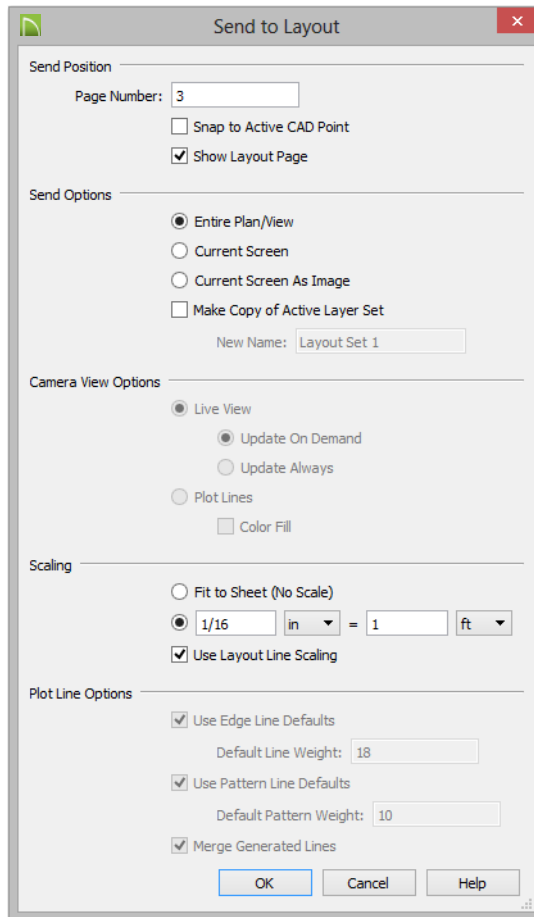 Send to Layout
Send Position
Page Number: 3
Snap to Active CAD Point
Show Layout Page
Send Options
Entire Plan/View
Current Screen
Current Screen As Image
Make Copy of Active Layer Set
New Name: Layout Set 1
Camera View Options
Live View
Update On Demand
Update Always
Plot Lines
Color Fill
Scaling
Fit to Sheet (No Scale)
1/16 in = 1 ft
Use Layout Line Scaling
Plot Line Options
Use Edge Line Defaults
Default Line Weight: 18
Use Pattern Line Defaults
Default Pattern Weight: 10
Merge Generated Lines
OK Cancel Help